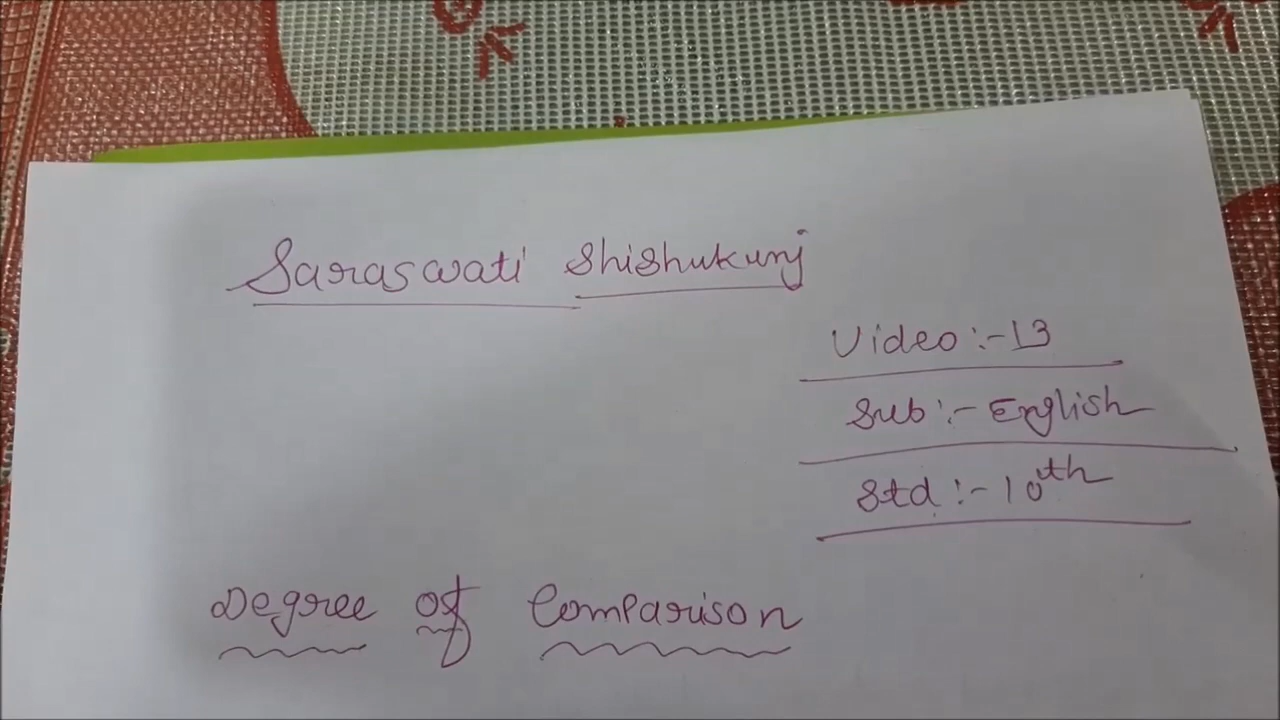 Saraswati Shishukunj
Video :- 13
Sub :- English
Std :- 10th
Degree of Comparison